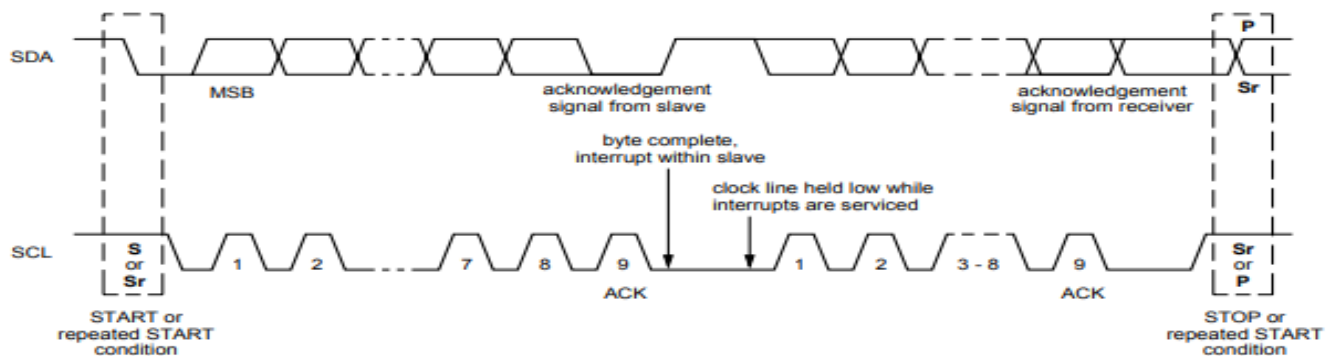 P
SDA
MSB
acknowledgement
signal from slave
acknowledgement
signal from receiver
Sr
byte complete,
interrupt within slave
clock line held low while
interrupts are serviced
SCL
S
or
Sr
1
2
7
8
9
1
2
3 - 8
9
Sr
or
P
ACK
ACK
START or
repeated START
condition
STOP or
repeated START
condition